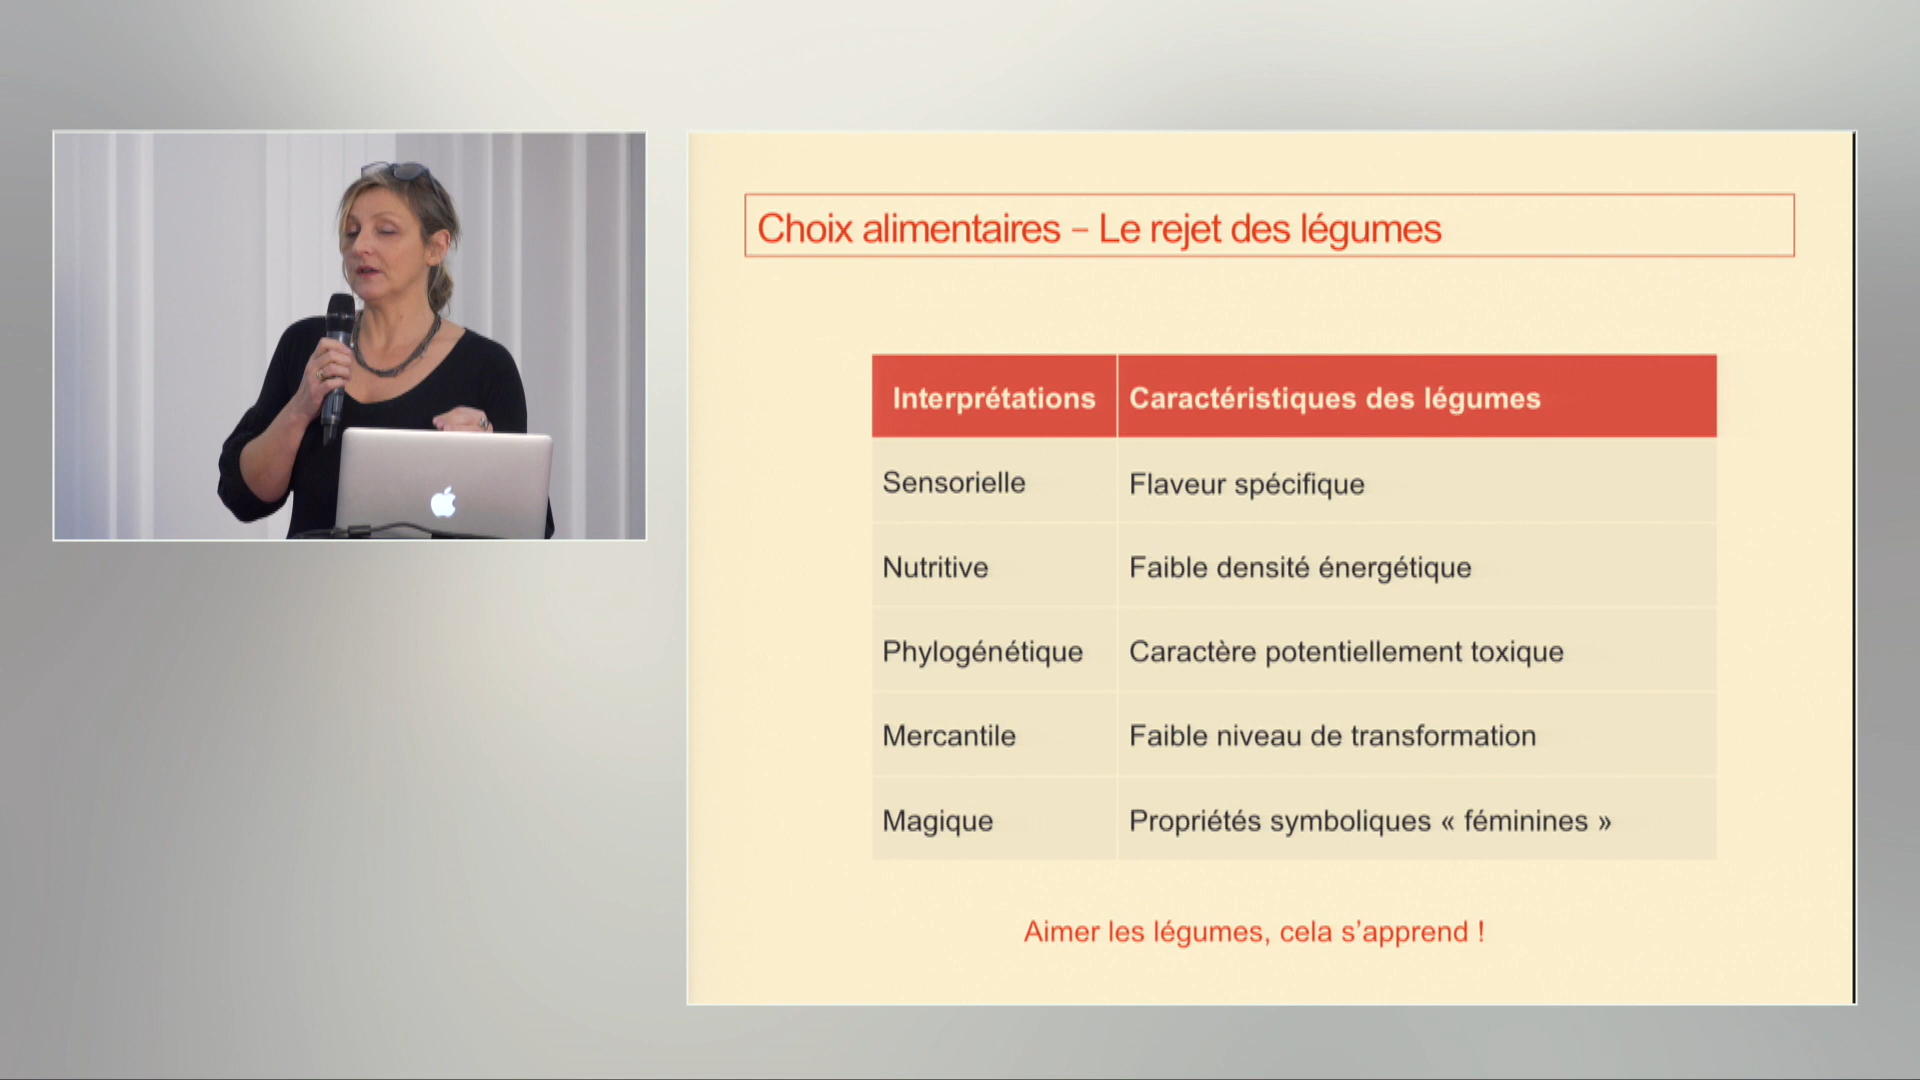 Choix alimentaires – Le rejet des légumes
Interprétations Caractéristiques des légumes
Sensorielle Flaveur spécifique
Nutritive Faible densité énergétique
Phylogénétique Caractère potentiellement toxique
Mercantile Faible niveau de transformation
Magique Propriétés symboliques « féminines »
Aimer les légumes, cela s’apprend !